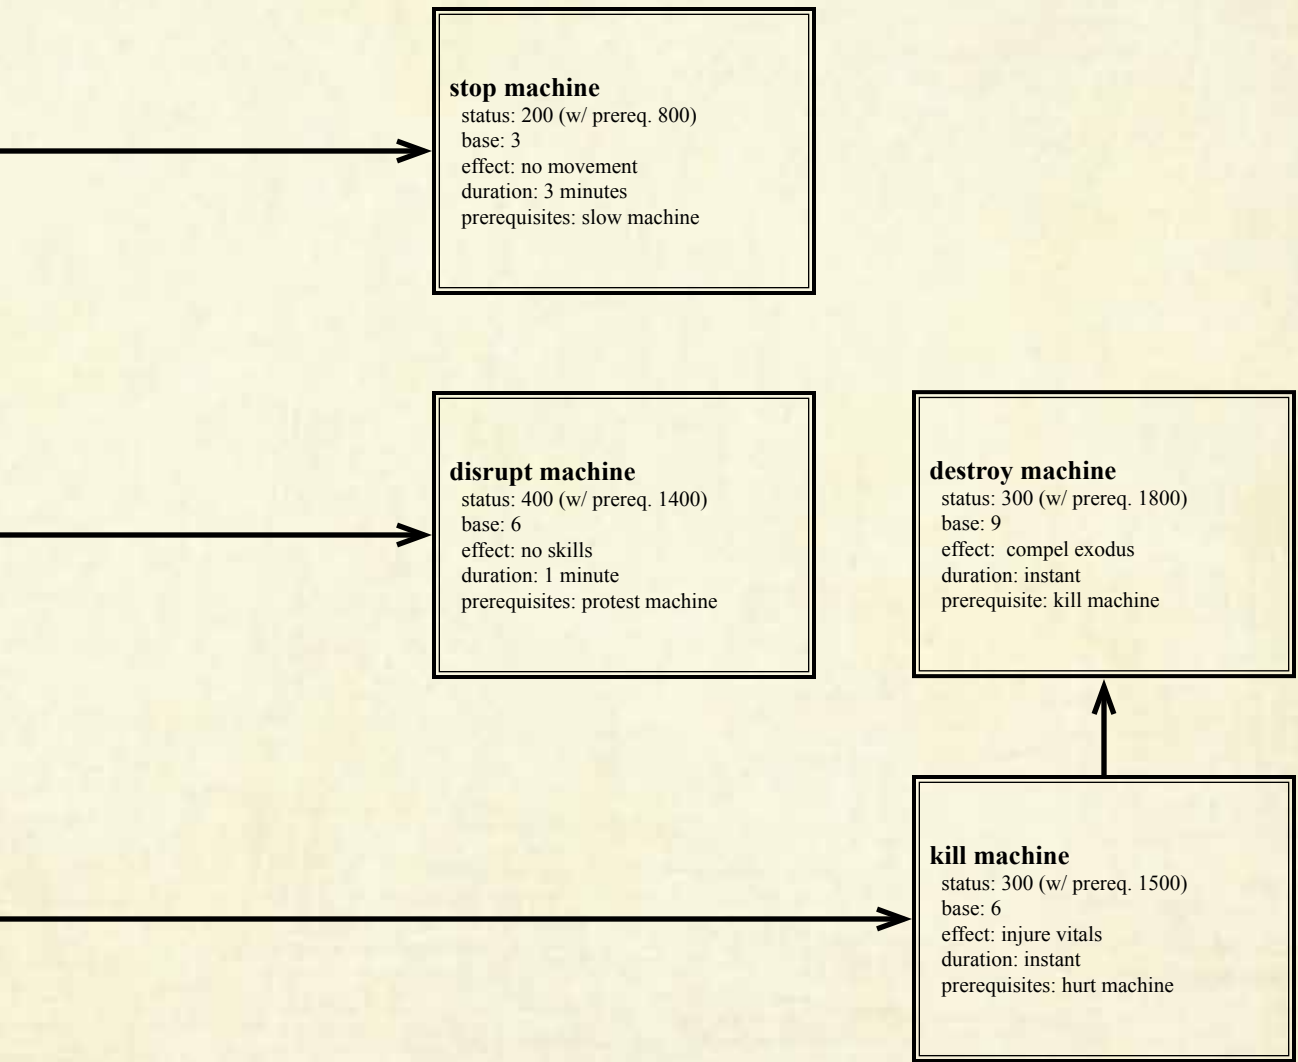 stop machine
status: 200 (w/ prereq. 800)
base: 3
effect: no movement
duration: 3 minutes
prerequisites: slow machine
disrupt machine
status: 400 (w/ prereq. 1400)
base: 6
effect: no skills
duration: 1 minute
prerequisites: protest machine
destroy machine
status: 300 (w/ prereq. 1800)
base: 9
effect:  compel exodus
duration: instant
prerequisite: kill machine
kill machine
status: 300 (w/ prereq. 1500)
base: 6
effect: injure vitals
duration: instant
prerequisites: hurt machine